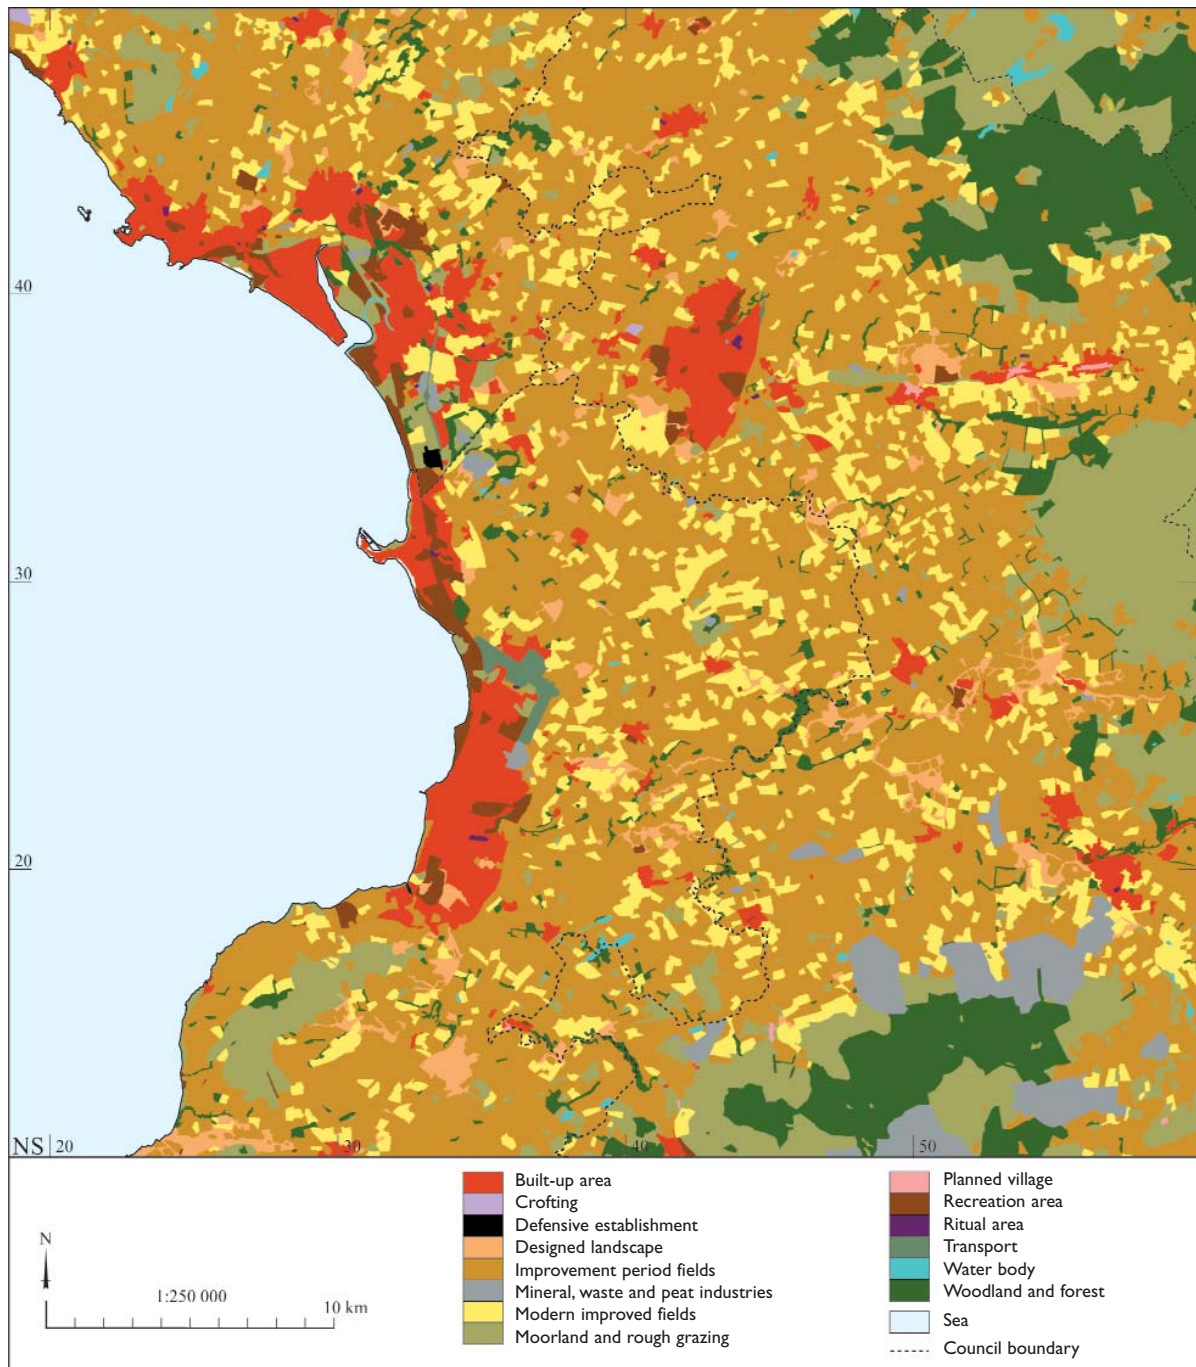 40
30
20
NS 20
30
40
50
N
1:250 000
10 km
Built-up area
Crofting
Defensive establishment
Designed landscape
Improvement period fields
Mineral, waste and peat industries
Modern improved fields
Moorland and rough grazing
Planned village
Recreation area
Ritual area
Transport
Water body
Woodland and forest
Sea
Council boundary